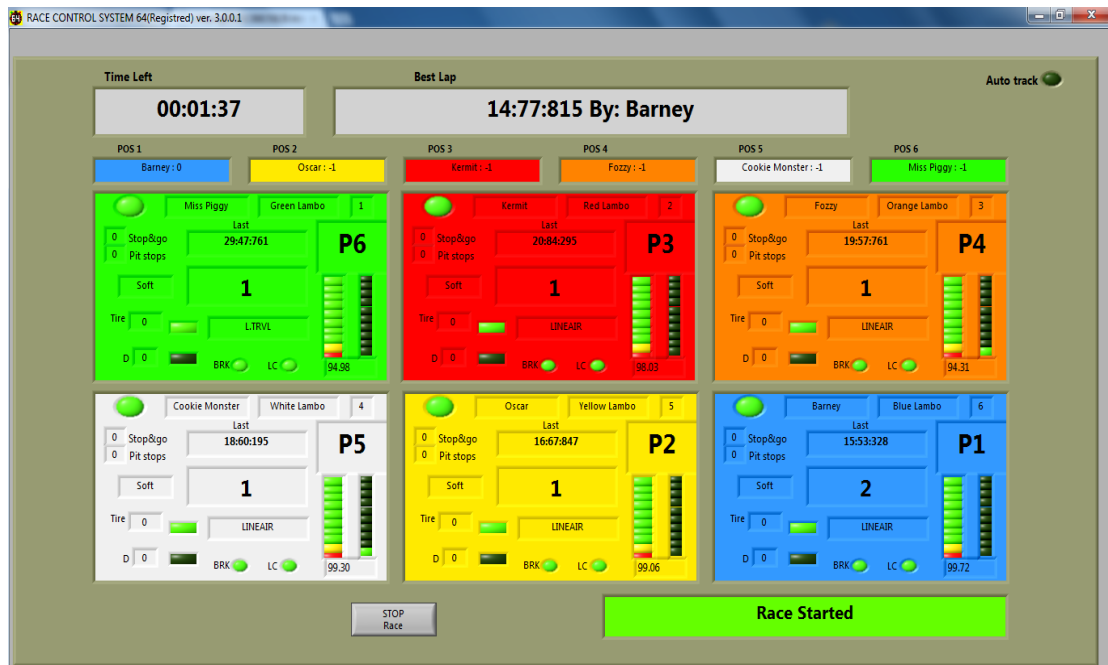 RACE CONTROL SYSTEM 64(Registred) ver. 3.0.0.1
Time Left
Best Lap
Auto track
00:01:37
14:77:815 By: Barney
POS 1
POS 2
POS 3
POS 4
POS 5
POS 6
Barney : 0
Oscar : -1
Kermit : -1
Fozzy : -1
Cookie Monster : -1
Miss Piggy : -1
Miss Piggy Green Lambo 1
Last
0 Stop&go 29:47:761 P6
0 Pit stops
Soft 1
Tire 0 L.TRVL
D 0 BRK LC 94.98
Kermit Red Lambo 2
Last
0 Stop&go 20:84:295 P3
0 Pit stops
Soft 1
Tire 0 LINEAIR
D 0 BRK LC 98.03
Fozzy Orange Lambo 3
Last
0 Stop&go 19:57:761 P4
0 Pit stops
Soft 1
Tire 0 LINEAIR
D 0 BRK LC 94.31
Cookie Monster White Lambo 4
Last
0 Stop&go 18:60:195 P5
0 Pit stops
Soft 1
Tire 0 LINEAIR
D 0 BRK LC 99.30
Oscar Yellow Lambo 5
Last
0 Stop&go 16:67:847 P2
0 Pit stops
Soft 1
Tire 0 LINEAIR
D 0 BRK LC 99.06
Barney Blue Lambo 6
Last
0 Stop&go 15:53:328 P1
0 Pit stops
Soft 2
Tire 0 LINEAIR
D 0 BRK LC 99.72
STOP
Race
Race Started